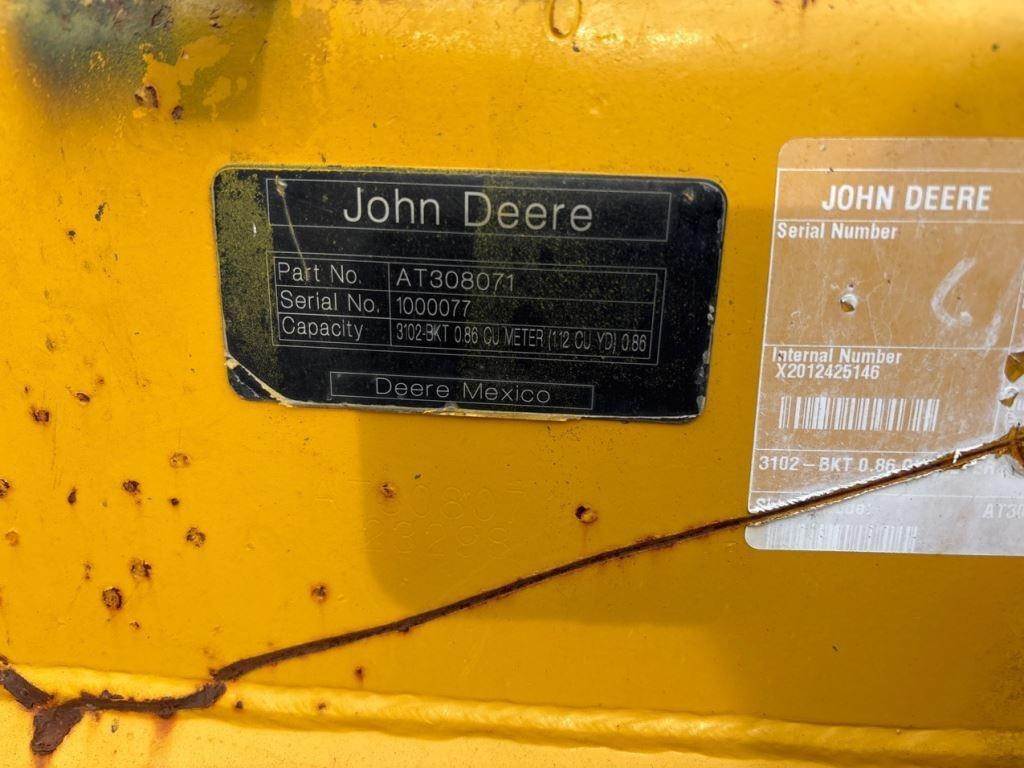 John Deere
Part No. AT308071
Serial No. 1000077
Capacity 3102-BKT 0.86 CU METER (1.12 CU YD) 0.86
Deere Mexico
JOHN DEERE
Serial Number
Internal Number
X2012425146
3102 - BKT 0.86